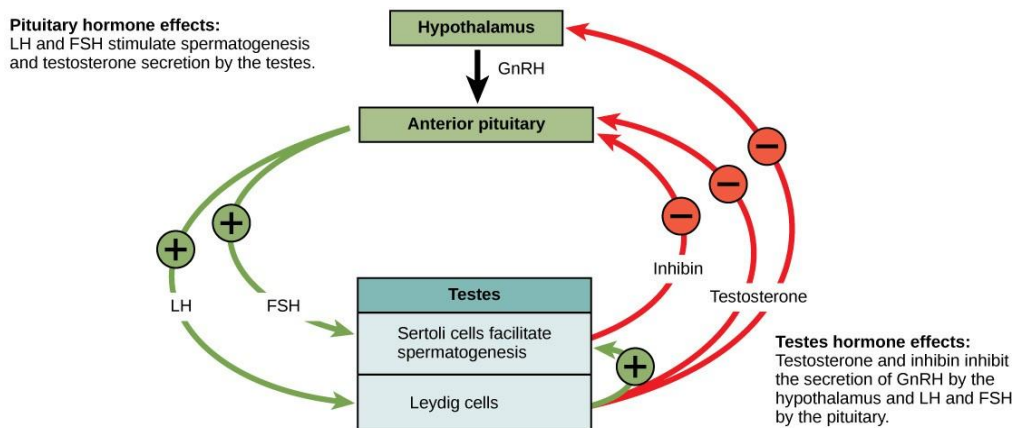 Pituitary hormone effects:
LH and FSH stimulate spermatogenesis
and testosterone secretion by the testes.
Hypothalamus
GnRH
Anterior pituitary
+
+
−
−
−
LH
FSH
Inhibin
Testosterone
Testes
Sertoli cells facilitate
spermatogenesis
+
Leydig cells
Testes hormone effects:
Testosterone and inhibin inhibit
the secretion of GnRH by the
hypothalamus and LH and FSH
by the pituitary.